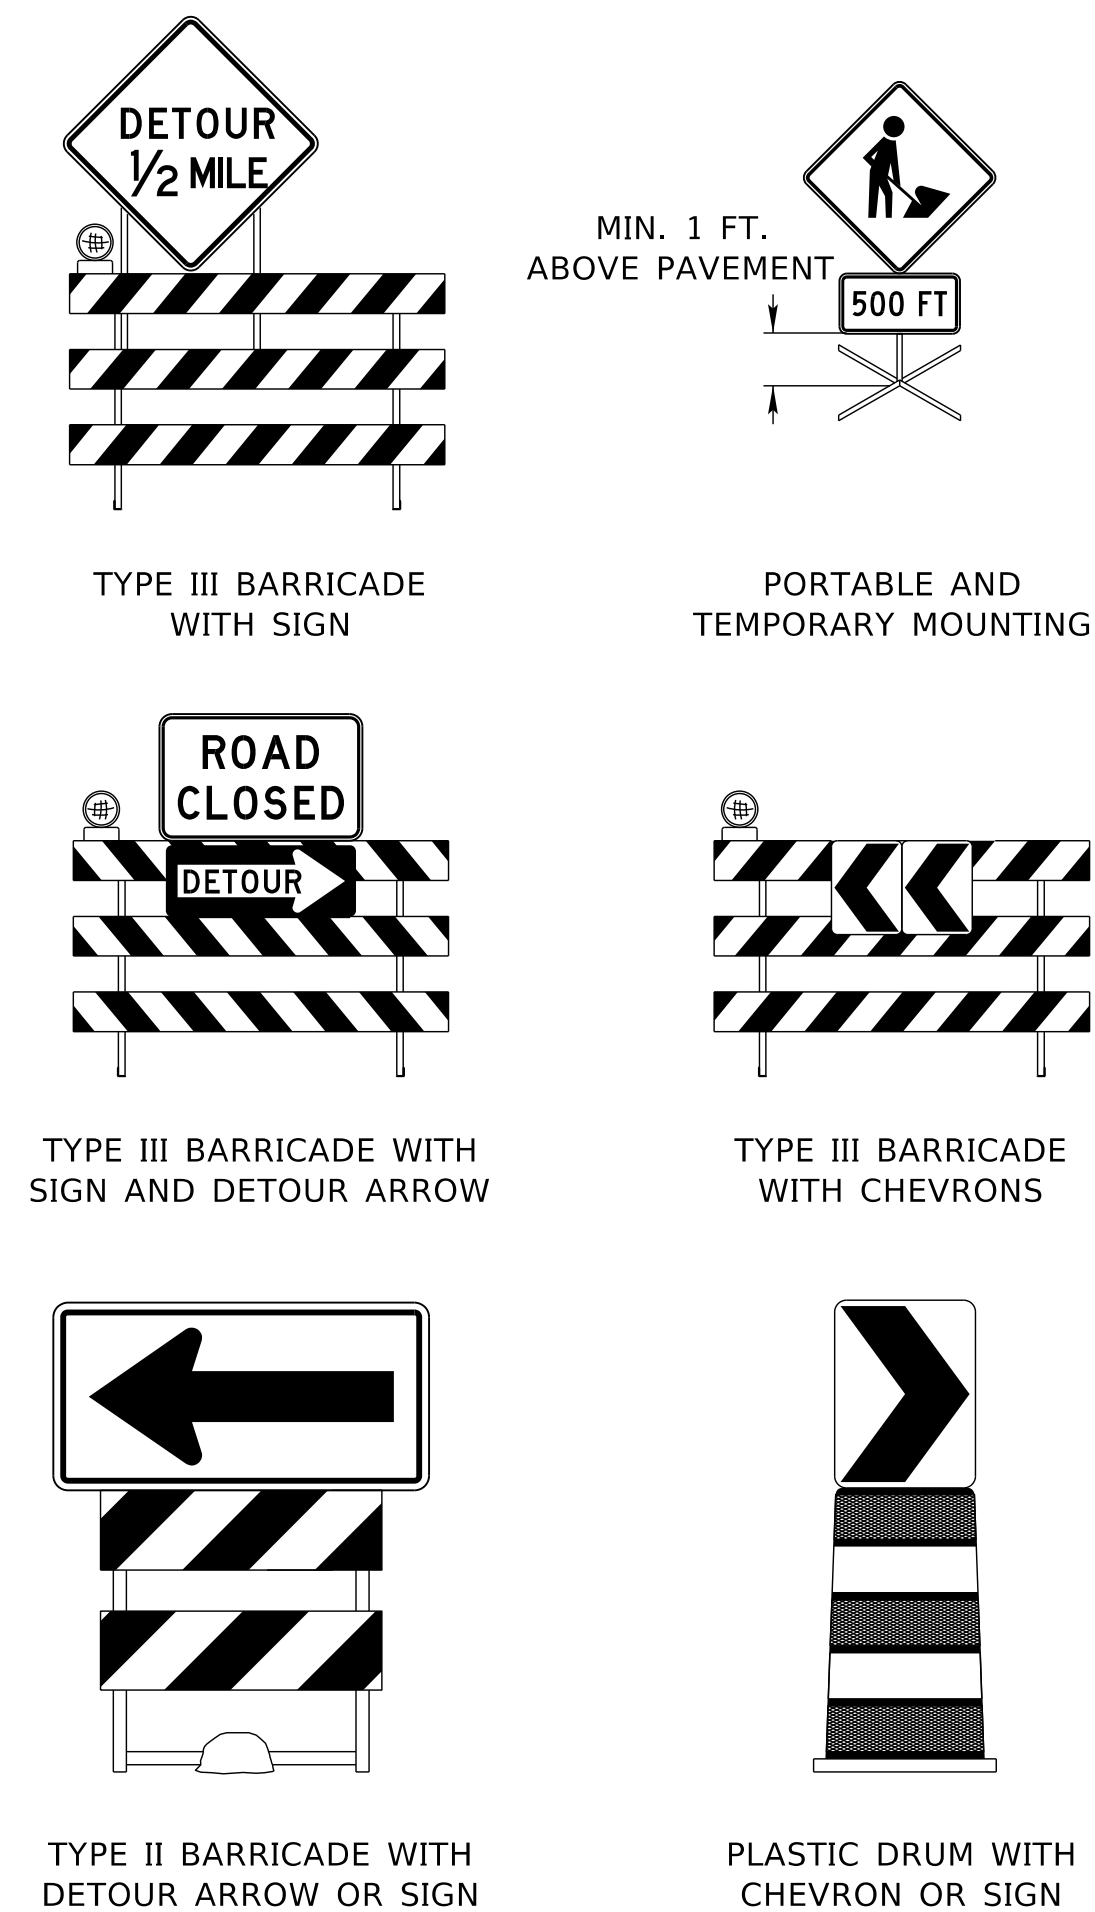 DETOUR
½ MILE
MIN. 1 FT.
ABOVE PAVEMENT
500 FT
TYPE III BARRICADE
WITH SIGN
PORTABLE AND
TEMPORARY MOUNTING
ROAD
CLOSED
DETOUR
TYPE III BARRICADE WITH
SIGN AND DETOUR ARROW
TYPE III BARRICADE
WITH CHEVRONS
TYPE II BARRICADE WITH
DETOUR ARROW OR SIGN
PLASTIC DRUM WITH
CHEVRON OR SIGN